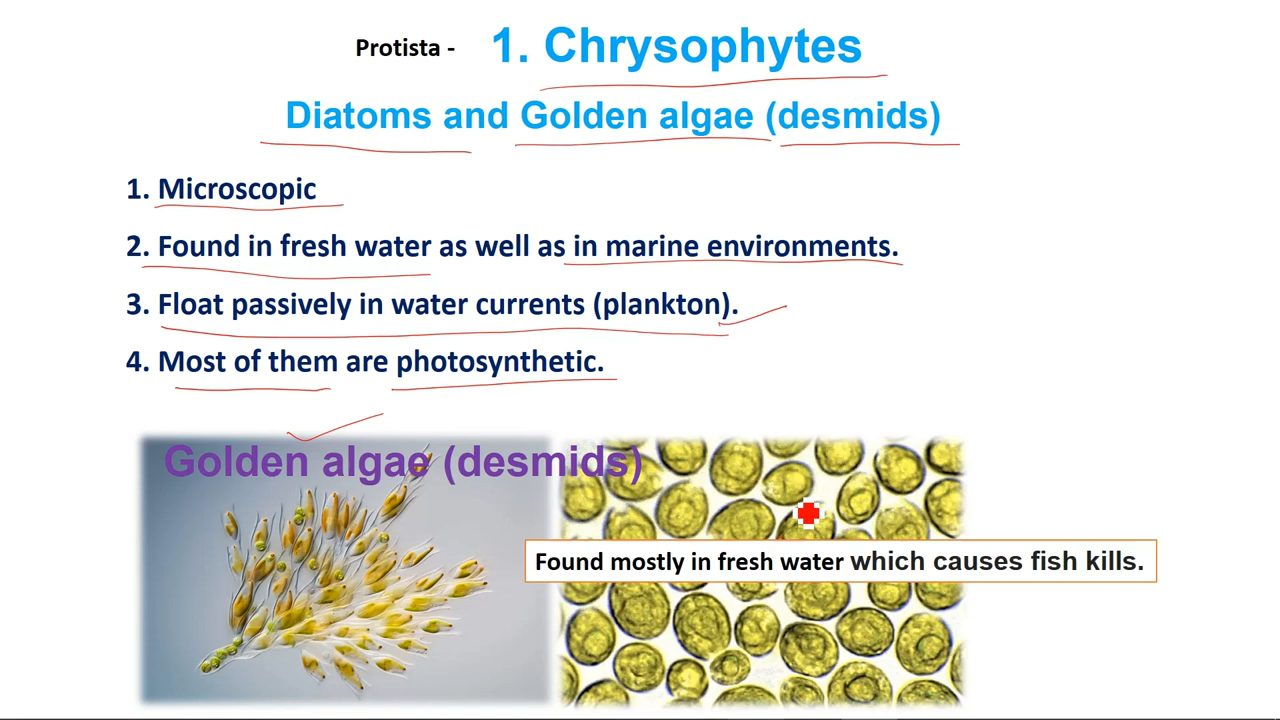 Protista - 1. Chrysophytes
Diatoms and Golden algae (desmids)
1. Microscopic
2. Found in fresh water as well as in marine environments.
3. Float passively in water currents (plankton).
4. Most of them are photosynthetic.
Golden algae (desmids)
Found mostly in fresh water which causes fish kills.